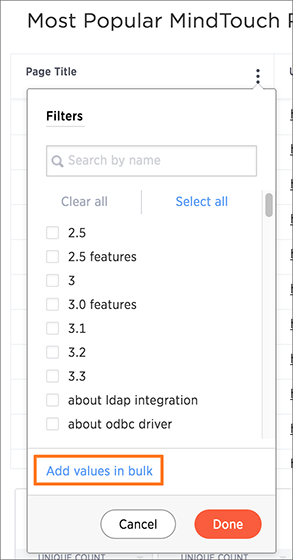 Most Popular MindTouch P
Page Title
Filters
Search by name
Clear all Select all
2.5
2.5 features
3
3.0 features
3.1
3.2
3.3
about ldap integration
about odbc driver
Add values in bulk
Cancel Done
UNIQUE COUNT